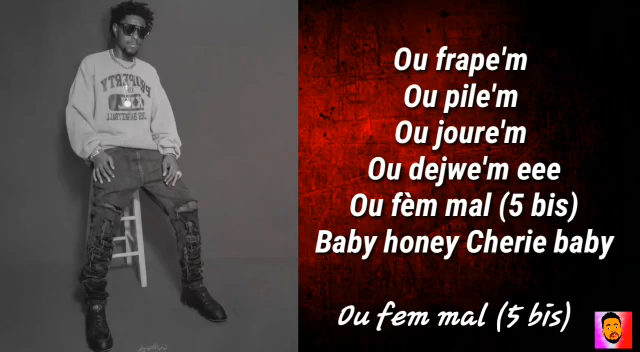 PROPERTY
Ou frape'm
Ou pile'm
Ou joure'm
Ou dejwe'm eee
Ou fèm mal (5 bis)
Baby honey Cherie baby
Ou fem mal (5 bis)